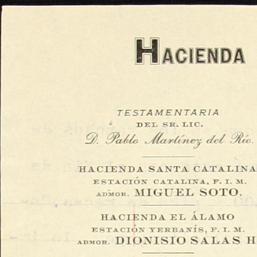 HACIENDA
TESTAMENTARIA
DEL SR. LIC.
D. Pablo Martínez del Río.
HACIENDA SANTA CATALINA
ESTACIÓN CATALINA, F. I. M.
ADMOR. MIGUEL SOTO.
HACIENDA EL ÁLAMO
ESTACIÓN YERBANÍS, F. I. M.
ADMOR. DIONISIO SALAS H